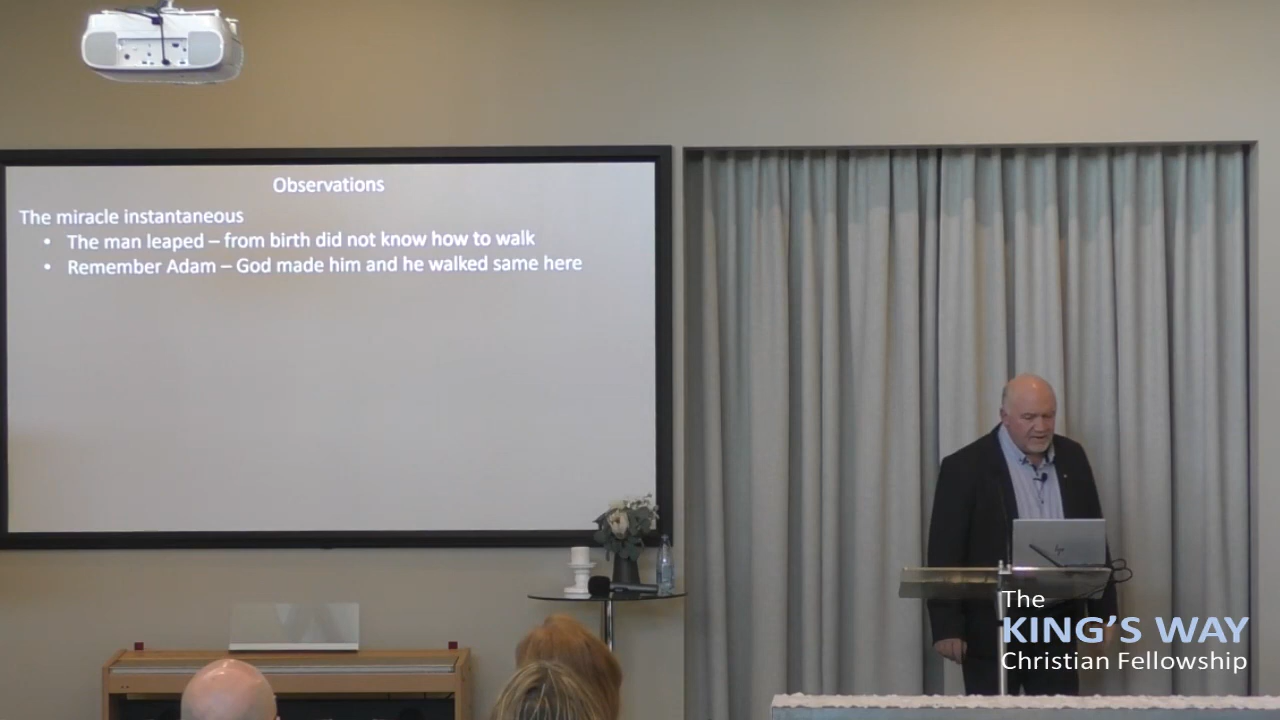 Observations
The miracle instantaneous
• The man leaped – from birth did not know how to walk
• Remember Adam – God made him and he walked same here
hp
The
KING'S WAY
Christian Fellowship